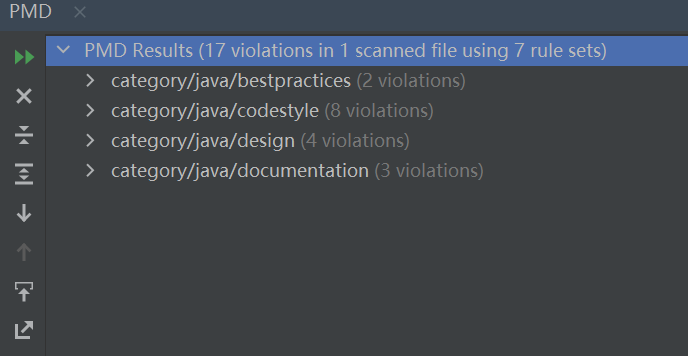 PMD
PMD Results (17 violations in 1 scanned file using 7 rule sets)
category/java/bestpractices (2 violations)
category/java/codestyle (8 violations)
category/java/design (4 violations)
category/java/documentation (3 violations)